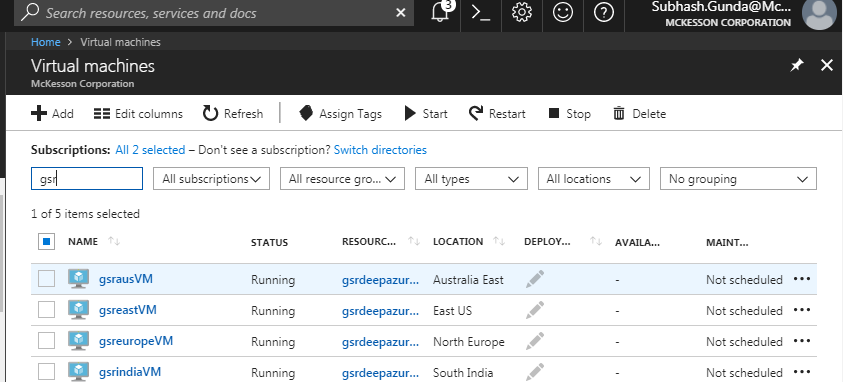 Search resources, services and docs
3
Subhash.Gunda@Mc...
MCKESSON CORPORATION
Home > Virtual machines
Virtual machines
McKesson Corporation
Add Edit columns Refresh Assign Tags Start Restart Stop Delete
Subscriptions: All 2 selected – Don't see a subscription? Switch directories
gsr All subscriptions All resource gro... All types All locations No grouping
1 of 5 items selected
NAME STATUS RESOURC... LOCATION DEPLOY... AVAILA... MAINT...
gsrausVM Running gsrdeepazur... Australia East - Not scheduled
gsreastVM Running gsrdeepazur... East US - Not scheduled
gsreuropeVM Running gsrdeepazur... North Europe - Not scheduled
gsrindiaVM Running gsrdeepazur... South India - Not scheduled